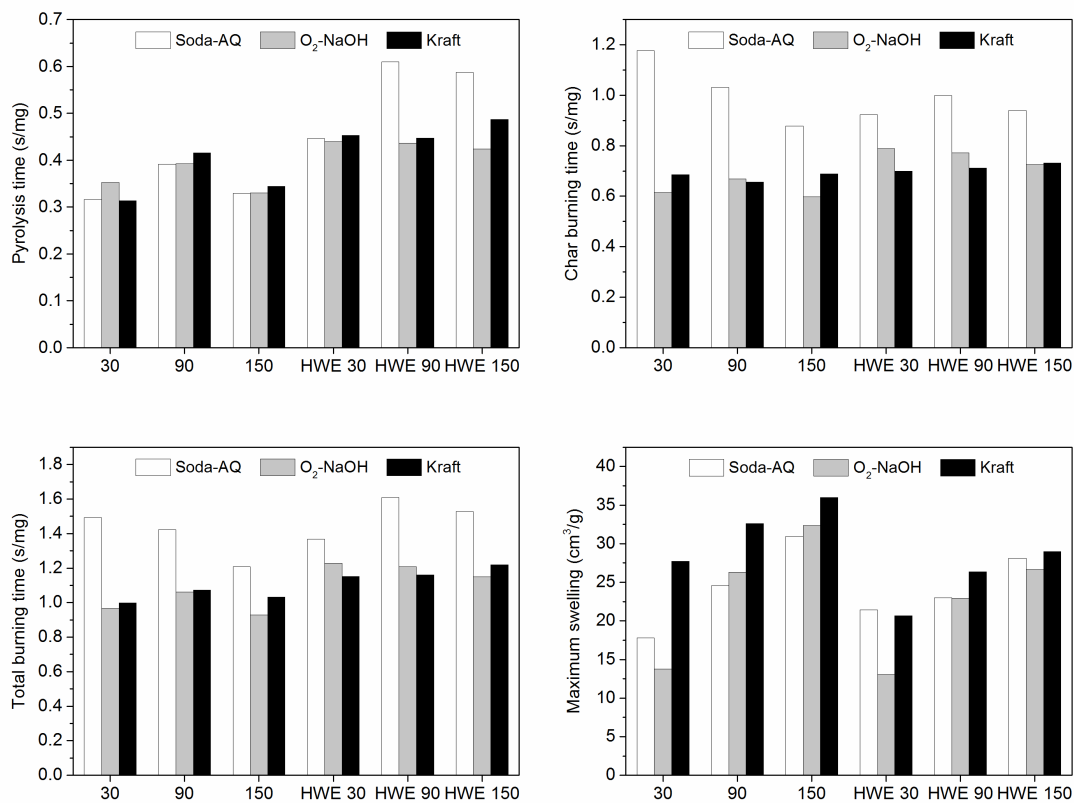 Pyrolysis time (s/mg)
0.7
0.6
0.5
0.4
0.3
0.2
0.1
0.0
Soda-AQ O₂-NaOH Kraft
30 90 150 HWE 30 HWE 90 HWE 150
Char burning time (s/mg)
1.2
1.0
0.8
0.6
0.4
0.2
0.0
Soda-AQ O₂-NaOH Kraft
30 90 150 HWE 30 HWE 90 HWE 150
Total burning time (s/mg)
1.8
1.6
1.4
1.2
1.0
0.8
0.6
0.4
0.2
0.0
Soda-AQ O₂-NaOH Kraft
30 90 150 HWE 30 HWE 90 HWE 150
Maximum swelling (cm³/g)
40
35
30
25
20
15
10
5
0
Soda-AQ O₂-NaOH Kraft
30 90 150 HWE 30 HWE 90 HWE 150